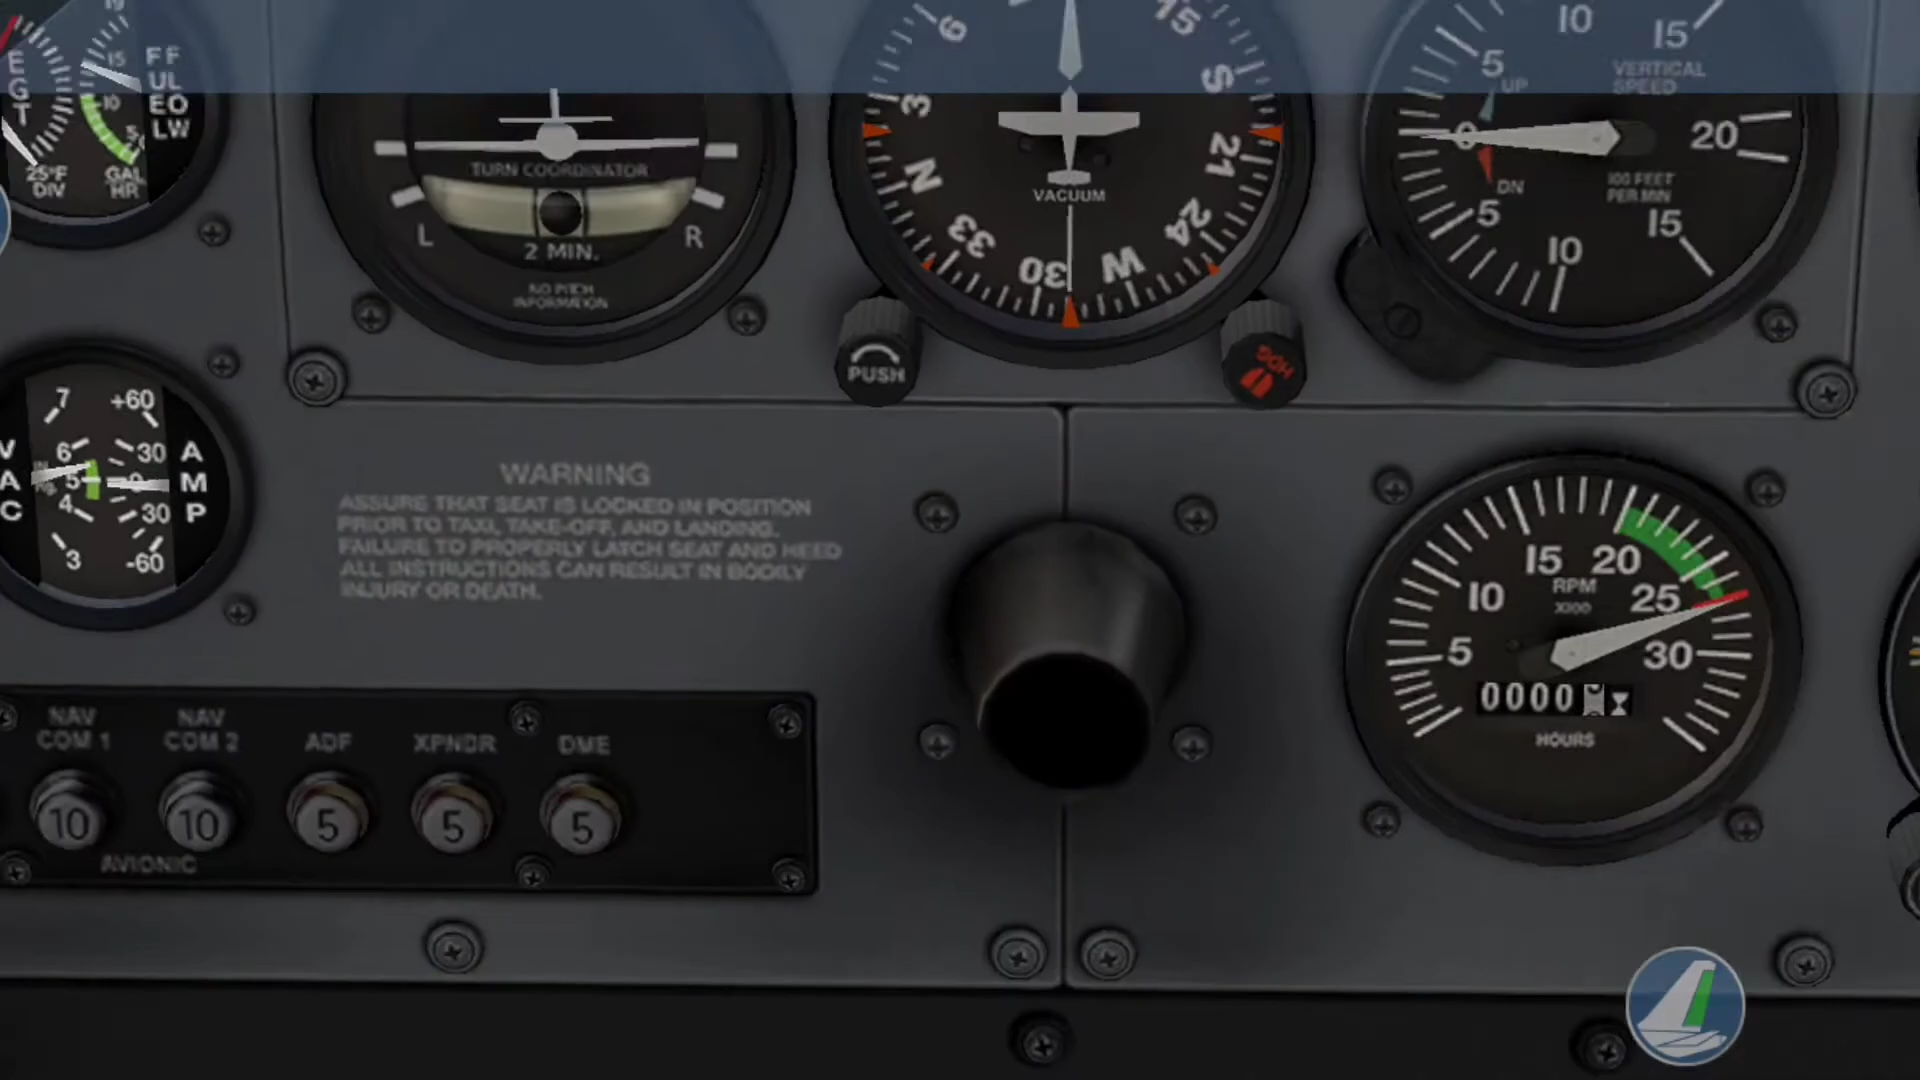 19
15
10
5
E
G
T
F F
UL
EO
LW
25°F
DIV
GAL
HR
TURN COORDINATOR
L
R
2 MIN.
NO PITCH
INFORMATION
6
15
3
S
N
21
33
24
30
W
VACUUM
PUSH
HDG
10
15
5
UP
VERTICAL
SPEED
0
20
DN
100 FEET
PER MIN
5
10
15
V
A
C
7
6
5
4
3
+60
30
0
30
-60
A
M
P
WARNING
ASSURE THAT SEAT IS LOCKED IN POSITION
PRIOR TO TAXI, TAKE-OFF, AND LANDING.
FAILURE TO PROPERLY LATCH SEAT AND HEED
ALL INSTRUCTIONS CAN RESULT IN BODILY
INJURY OR DEATH.
5
10
15
20
25
30
RPM
X100
0000
HOURS
NAV
COM 1
NAV
COM 2
ADF
XPNDR
DME
10
10
5
5
5
AVIONIC